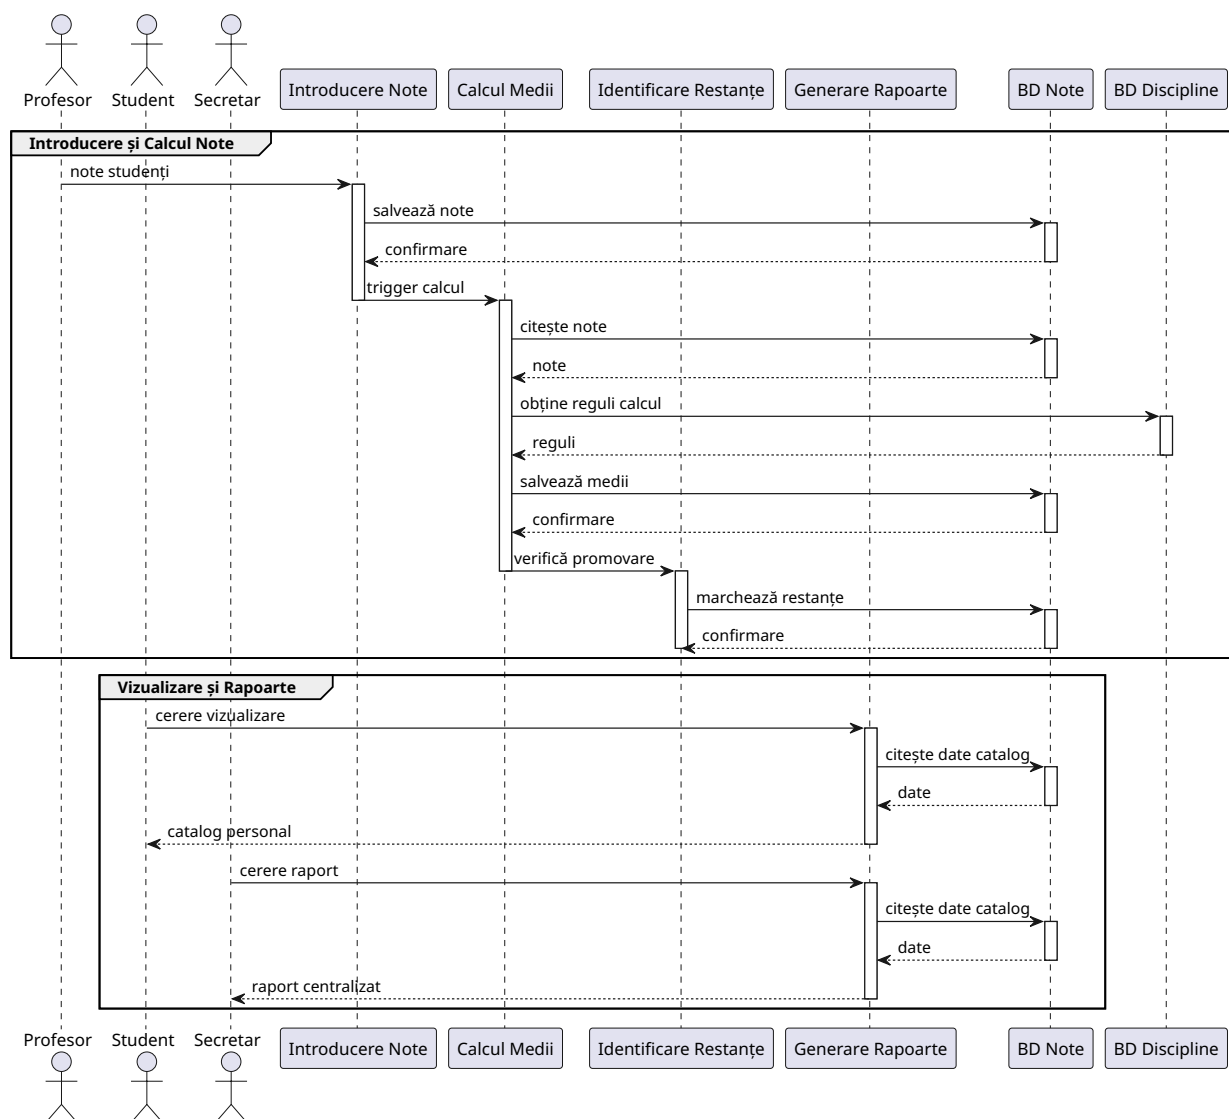 Profesor Student Secretar Introducere Note Calcul Medii Identificare Restanțe Generare Rapoarte BD Note BD Discipline
Introducere și Calcul Note
note studenți
salvează note
confirmare
trigger calcul
citește note
note
obține reguli calcul
reguli
salvează medii
confirmare
verifică promovare
marchează restanțe
confirmare
Vizualizare și Rapoarte
cerere vizualizare
citește date catalog
date
catalog personal
cerere raport
citește date catalog
date
raport centralizat
Profesor Student Secretar Introducere Note Calcul Medii Identificare Restanțe Generare Rapoarte BD Note BD Discipline